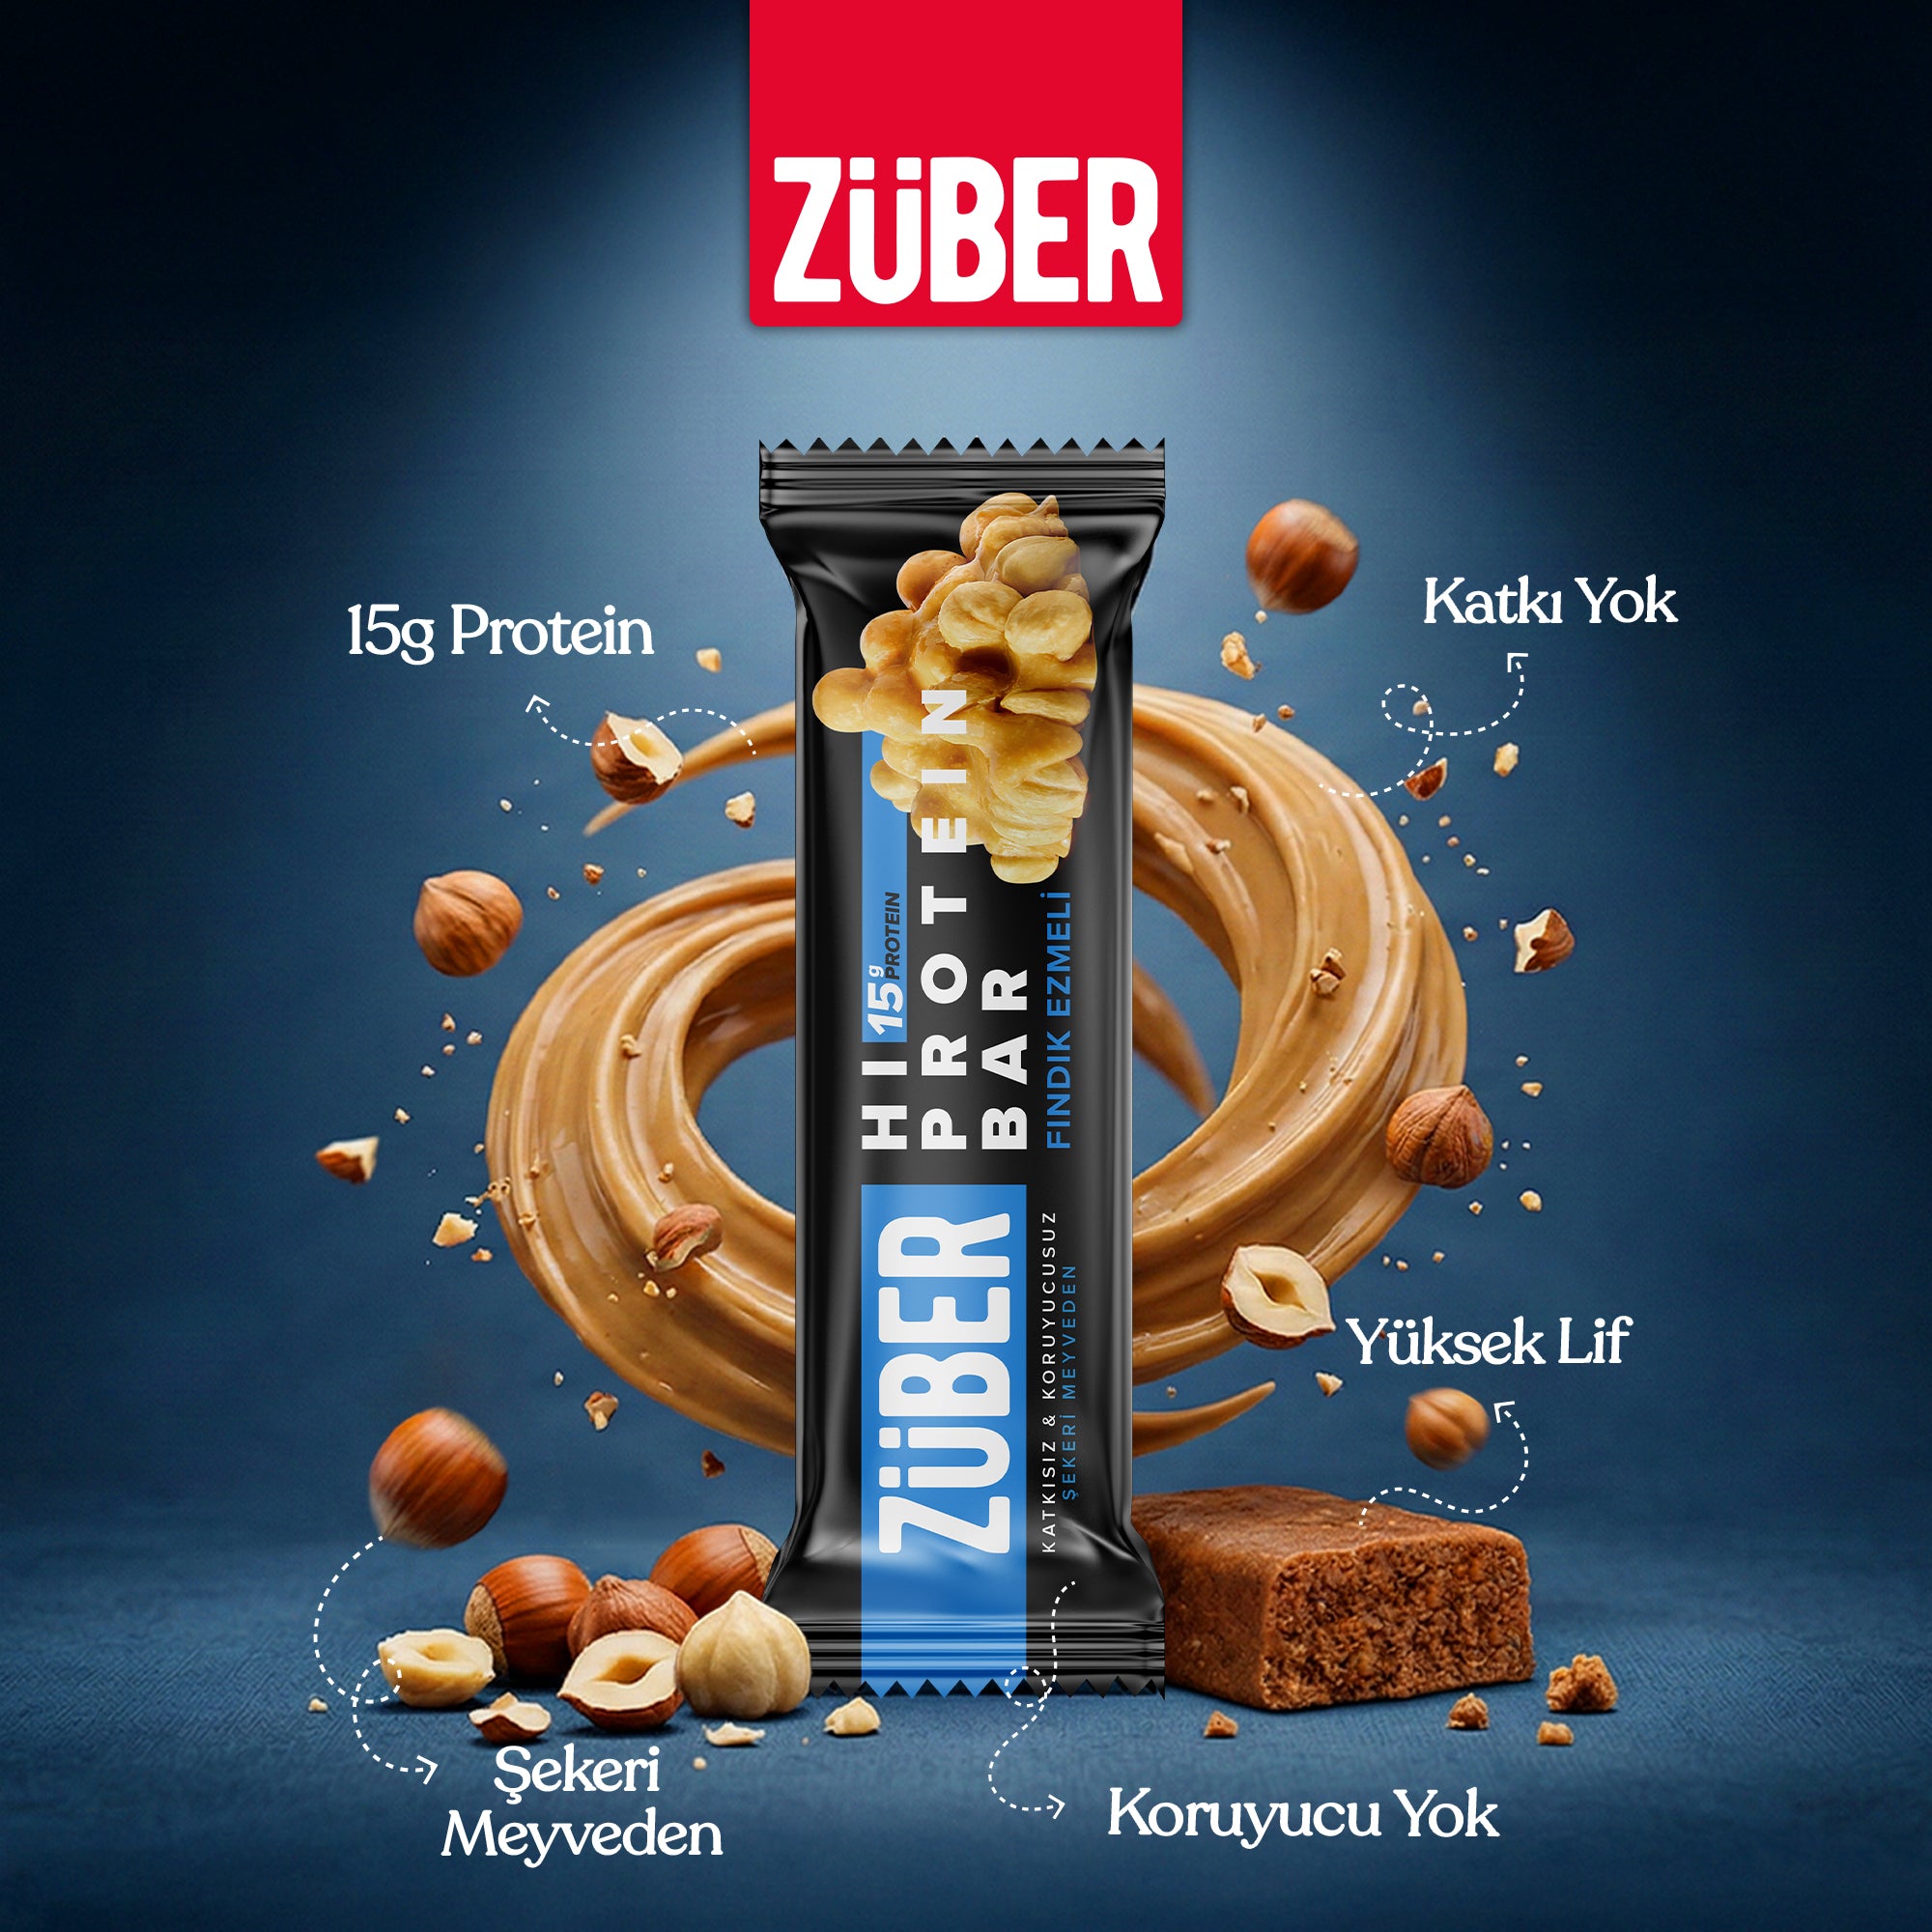 ZÜBER
15g Protein
Katkı Yok
HI 15g PROTEIN
PROTEIN
BAR
FINDIK EZMELİ
ZÜBER
KATKISIZ & KORUYUCUSUZ
ŞEKERİ MEYVEDEN
Yüksek Lif
Şekeri
Meyveden
Koruyucu Yok